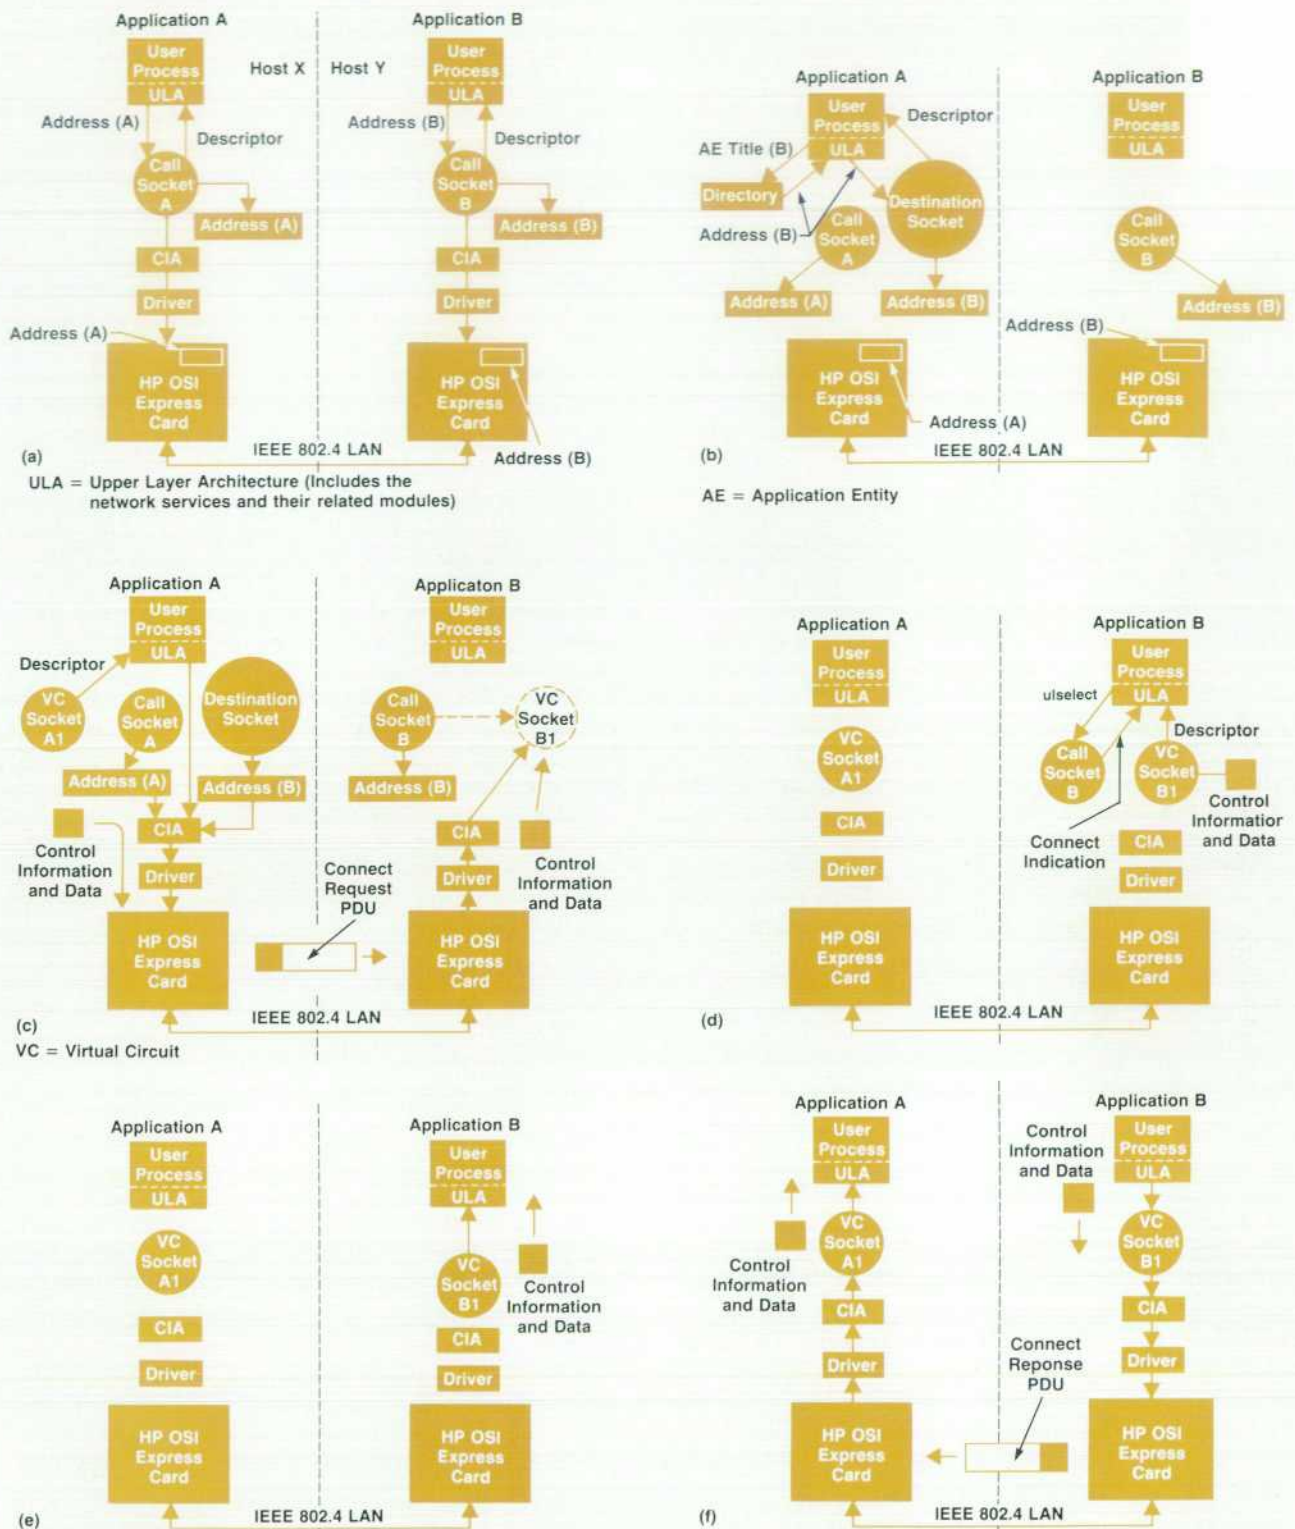 Application A
Application B
User
Process
ULA
Host X
Host Y
User
Process
ULA
Address (A)
Descriptor
Address (B)
Descriptor
Call
Socket
A
Call
Socket
B
Address (A)
Address (B)
CIA
CIA
Driver
Driver
Address (A)
HP OSI
Express
Card
HP OSI
Express
Card
IEEE 802.4 LAN
Address (B)
(a)
ULA = Upper Layer Architecture (Includes the
network services and their related modules)
Application A
Application B
User
Process
ULA
Descriptor
User
Process
ULA
AE Title (B)
Directory
Destination
Socket
Address (B)
Call
Socket
A
Call
Socket
B
Address (A)
Address (B)
Address (B)
Address (B)
HP OSI
Express
Card
HP OSI
Express
Card
Address (A)
IEEE 802.4 LAN
(b)
AE = Application Entity
Application A
Applicaton B
User
Process
ULA
User
Process
ULA
Descriptor
VC
Socket
A1
Call
Socket
A
Destination
Socket
Call
Socket
B
VC
Socket
B1
Address (A)
Address (B)
Address (B)
CIA
CIA
Control
Information
and Data
Driver
Connect
Request
PDU
Driver
Control
Information
and Data
HP OSI
Express
Card
HP OSI
Express
Card
IEEE 802.4 LAN
(c)
VC = Virtual Circuit
Application A
Application B
User
Process
ULA
User
Process
ULA
ulselect
Descriptor
VC
Socket
A1
Call
Socket
B
VC
Socket
B1
Control
Information
and Data
CIA
Connect
Indication
CIA
Driver
Driver
HP OSI
Express
Card
HP OSI
Express
Card
IEEE 802.4 LAN
(d)
Application A
Application B
User
Process
ULA
User
Process
ULA
VC
Socket
A1
VC
Socket
B1
Control
Information
and Data
CIA
CIA
Driver
Driver
HP OSI
Express
Card
HP OSI
Express
Card
IEEE 802.4 LAN
(e)
Application A
Application B
User
Process
ULA
Control
Information
and Data
User
Process
ULA
VC
Socket
A1
VC
Socket
B1
Control
Information
and Data
CIA
CIA
Driver
Connect
Reponse
PDU
Driver
HP OSI
Express
Card
HP OSI
Express
Card
IEEE 802.4 LAN
(f)